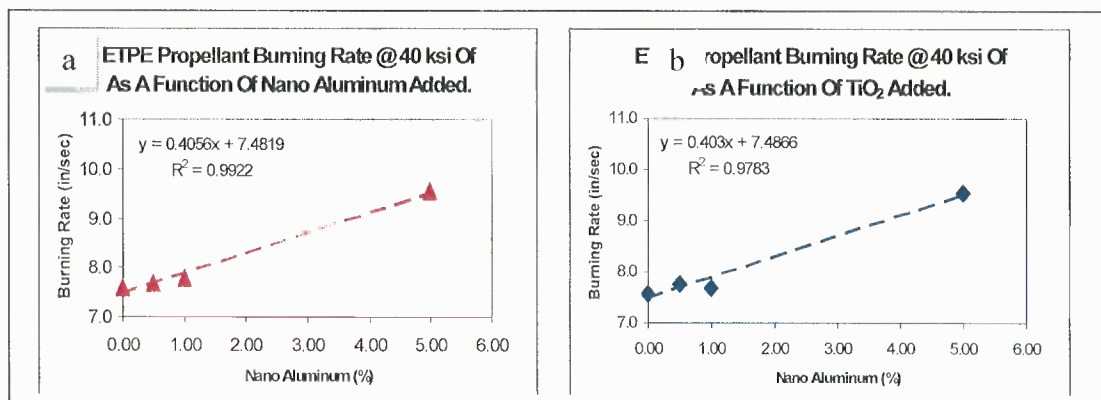 a ETPE Propellant Burning Rate @ 40 ksi Of
As A Function Of Nano Aluminum Added.
11.0
10.0
9.0
8.0
7.0
y = 0.4056x + 7.4819
R² = 0.9922
Burning Rate (in/sec)
0.00 1.00 2.00 3.00 4.00 5.00 6.00
Nano Aluminum (%)
E b ropellant Burning Rate @ 40 ksi Of
As A Function Of TiO₂ Added.
11.0
10.0
9.0
8.0
7.0
y = 0.403x + 7.4866
R² = 0.9783
Burning Rate (in/sec)
0.00 1.00 2.00 3.00 4.00 5.00 6.00
Nano Aluminum (%)